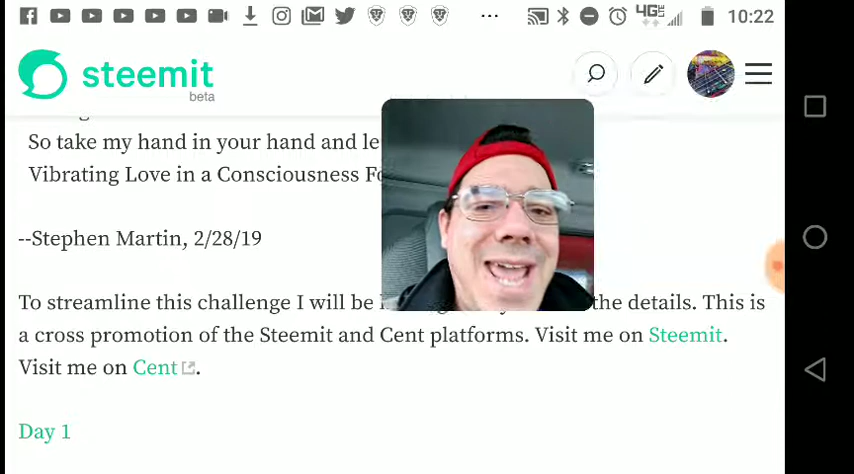 4G
10:22
steemit
beta
So take my hand in your hand and le
Vibrating Love in a Consciousness
--Stephen Martin, 2/28/19
To streamline this challenge I will be the details. This is
a cross promotion of the Steemit and Cent platforms. Visit me on Steemit.
Visit me on Cent.
Day 1